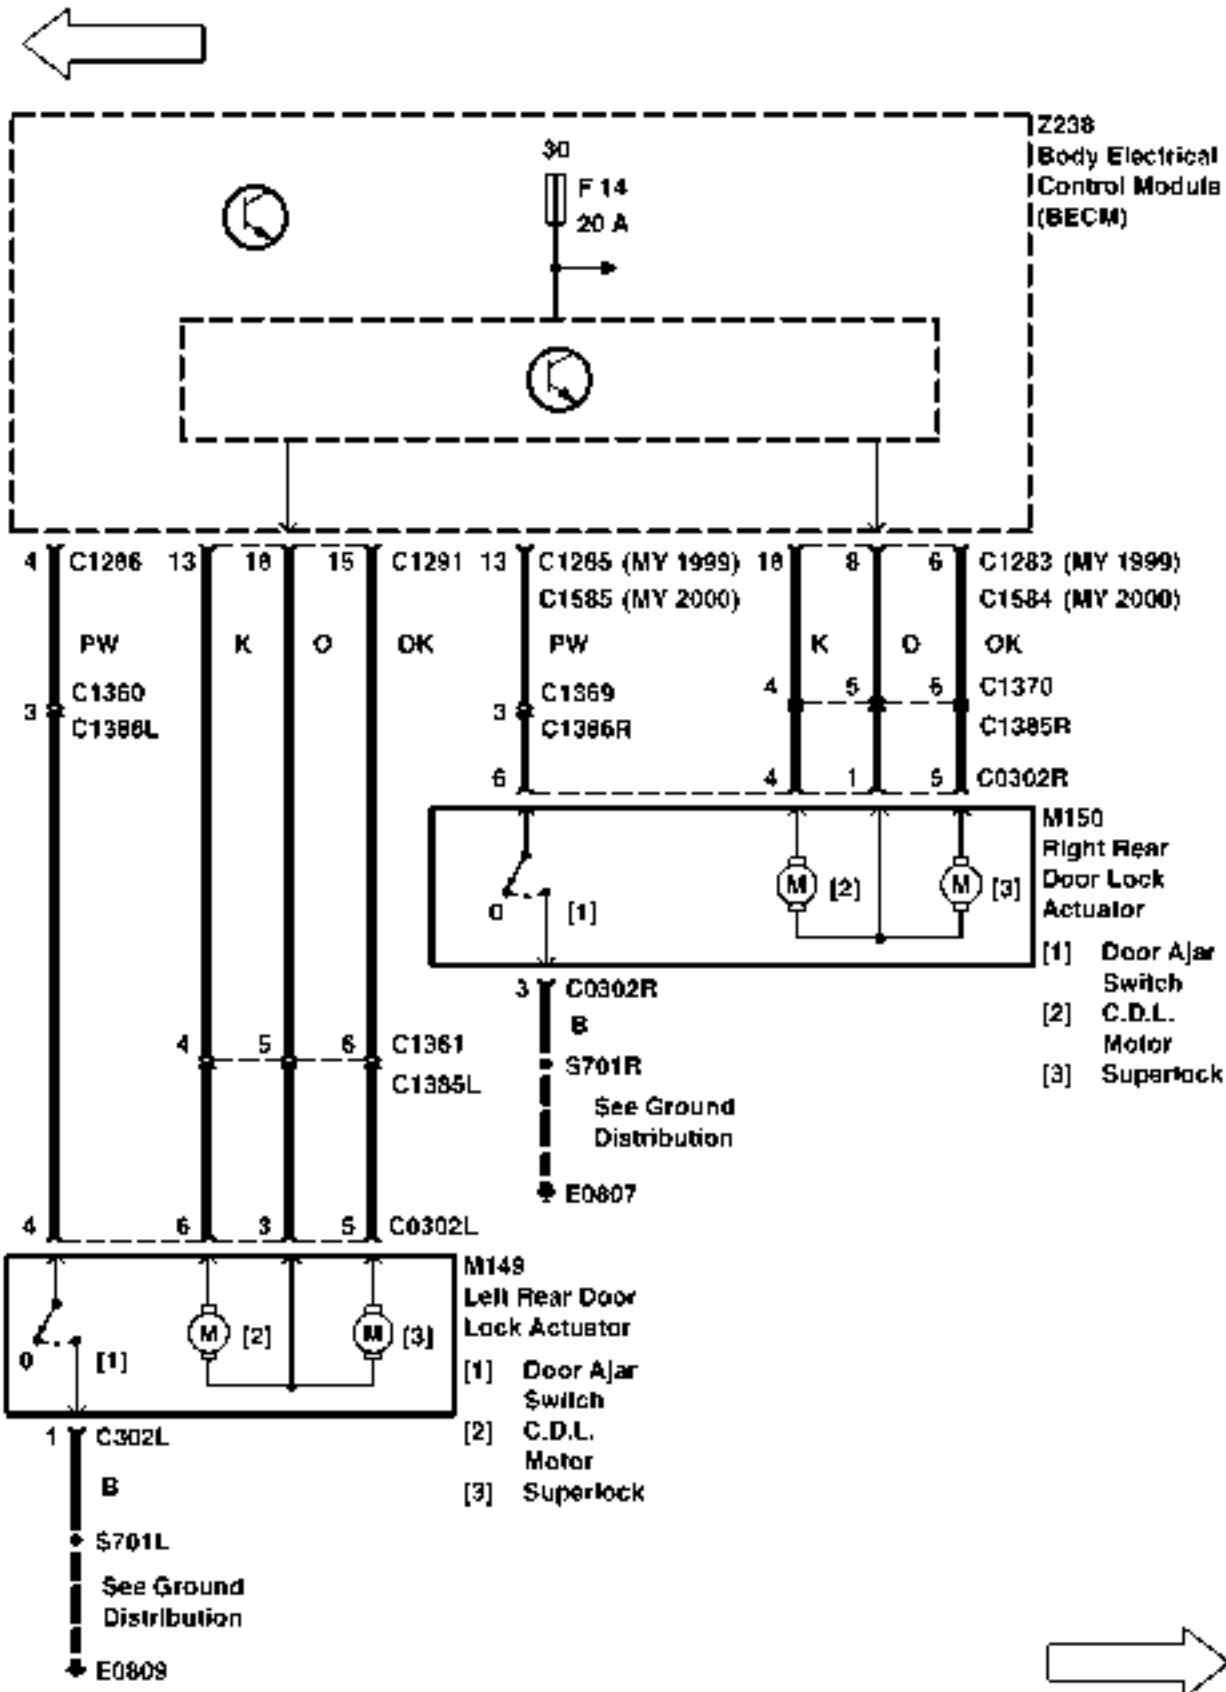 Z238
Body Electrical
Control Module
(BECM)
30
F 14
20 A
4 C1286 13 18 15 C1291 13 C1285 (MY 1999) 18 8 6 C1283 (MY 1999)
C1585 (MY 2000) C1584 (MY 2000)
PW K O OK PW K O OK
3 C1360
C1386L
3 C1369
C1386R
4 5 6 C1370
C1385R
6 4 1 5 C0302R
M150
Right Rear
Door Lock
Actuator
0 [1] M [2] M [3]
[1] Door Ajar
Switch
[2] C.D.L.
Motor
[3] Superlock
3 C0302R
B
S701R
See Ground
Distribution
E0807
4 5 6 C1361
C1385L
4 6 3 5 C0302L
M149
Left Rear Door
Lock Actuator
0 [1] M [2] M [3]
[1] Door Ajar
Switch
[2] C.D.L.
Motor
[3] Superlock
1 C302L
B
S701L
See Ground
Distribution
E0809